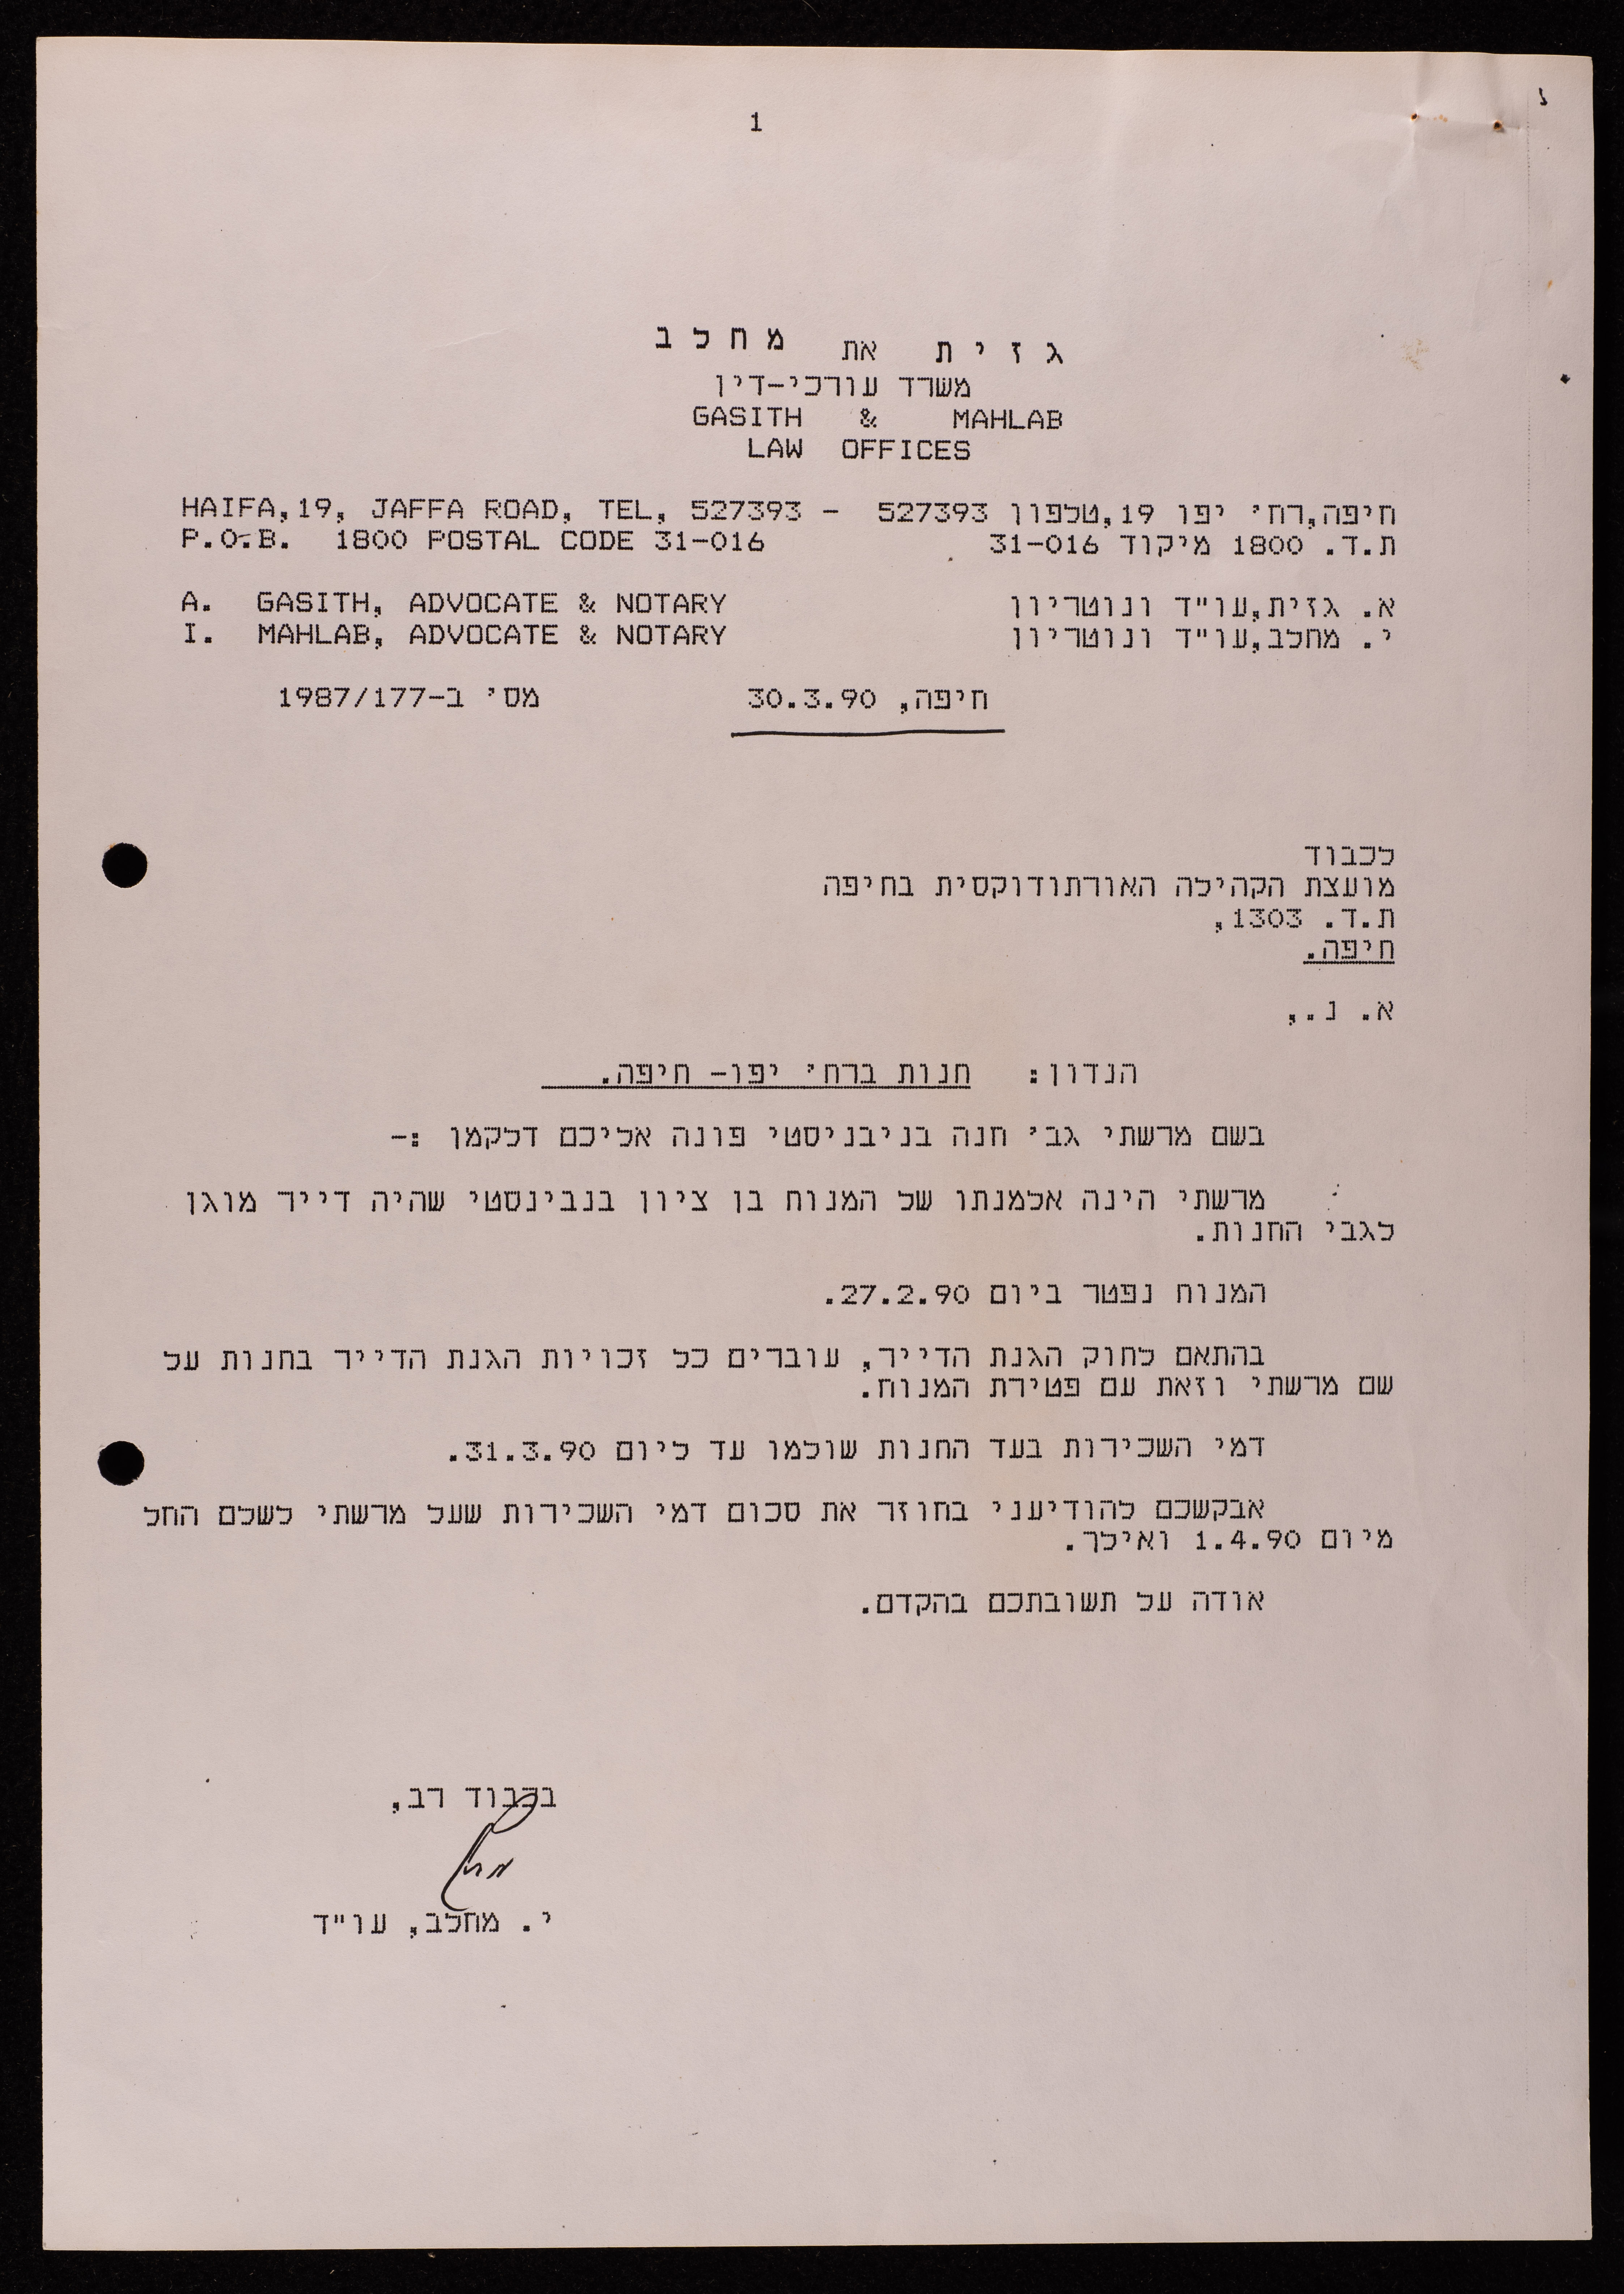 1
גזית את מחלב
משרד עורכי-דין
GASITH & MAHLAB
LAW OFFICES
HAIFA,19, JAFFA ROAD, TEL, 527393 - חיפה,רח' יפו 19,טלפון 527393
P.O.B. 1800 POSTAL CODE 31-016 ת.ד. 1800 מיקוד 31-016
A. GASITH, ADVOCATE & NOTARY א. גזית,עו"ד ונוטריון
I. MAHLAB, ADVOCATE & NOTARY י. מחלב,עו"ד ונוטריון
חיפה, 30.3.90 מס' ב-1987/177
לכבוד
מועצת הקהילה האורתודוקסית בחיפה
ת.ד. 1303,
חיפה.
א. נ.,
הנדון: חנות ברח' יפו- חיפה.
בשם מרשתי גב' חנה בניבניסטי פונה אליכם דלקמן :-
מרשתי הינה אלמנתו של המנוח בן ציון בנבינסטי שהיה דייר מוגן
לגבי החנות.
המנוח נפטר ביום 27.2.90.
בהתאם לחוק הגנת הדייר, עוברים כל זכויות הגנת הדייר בחנות על
שם מרשתי וזאת עם פטירת המנוח.
דמי השכירות בעד החנות שולמו עד ליום 31.3.90.
אבקשכם להודיעני בחוזר את סכום דמי השכירות שעל מרשתי לשלם החל
מיום 1.4.90 ואילך.
אודה על תשובתכם בהקדם.
בכבוד רב,
י. מחלב, עו"ד